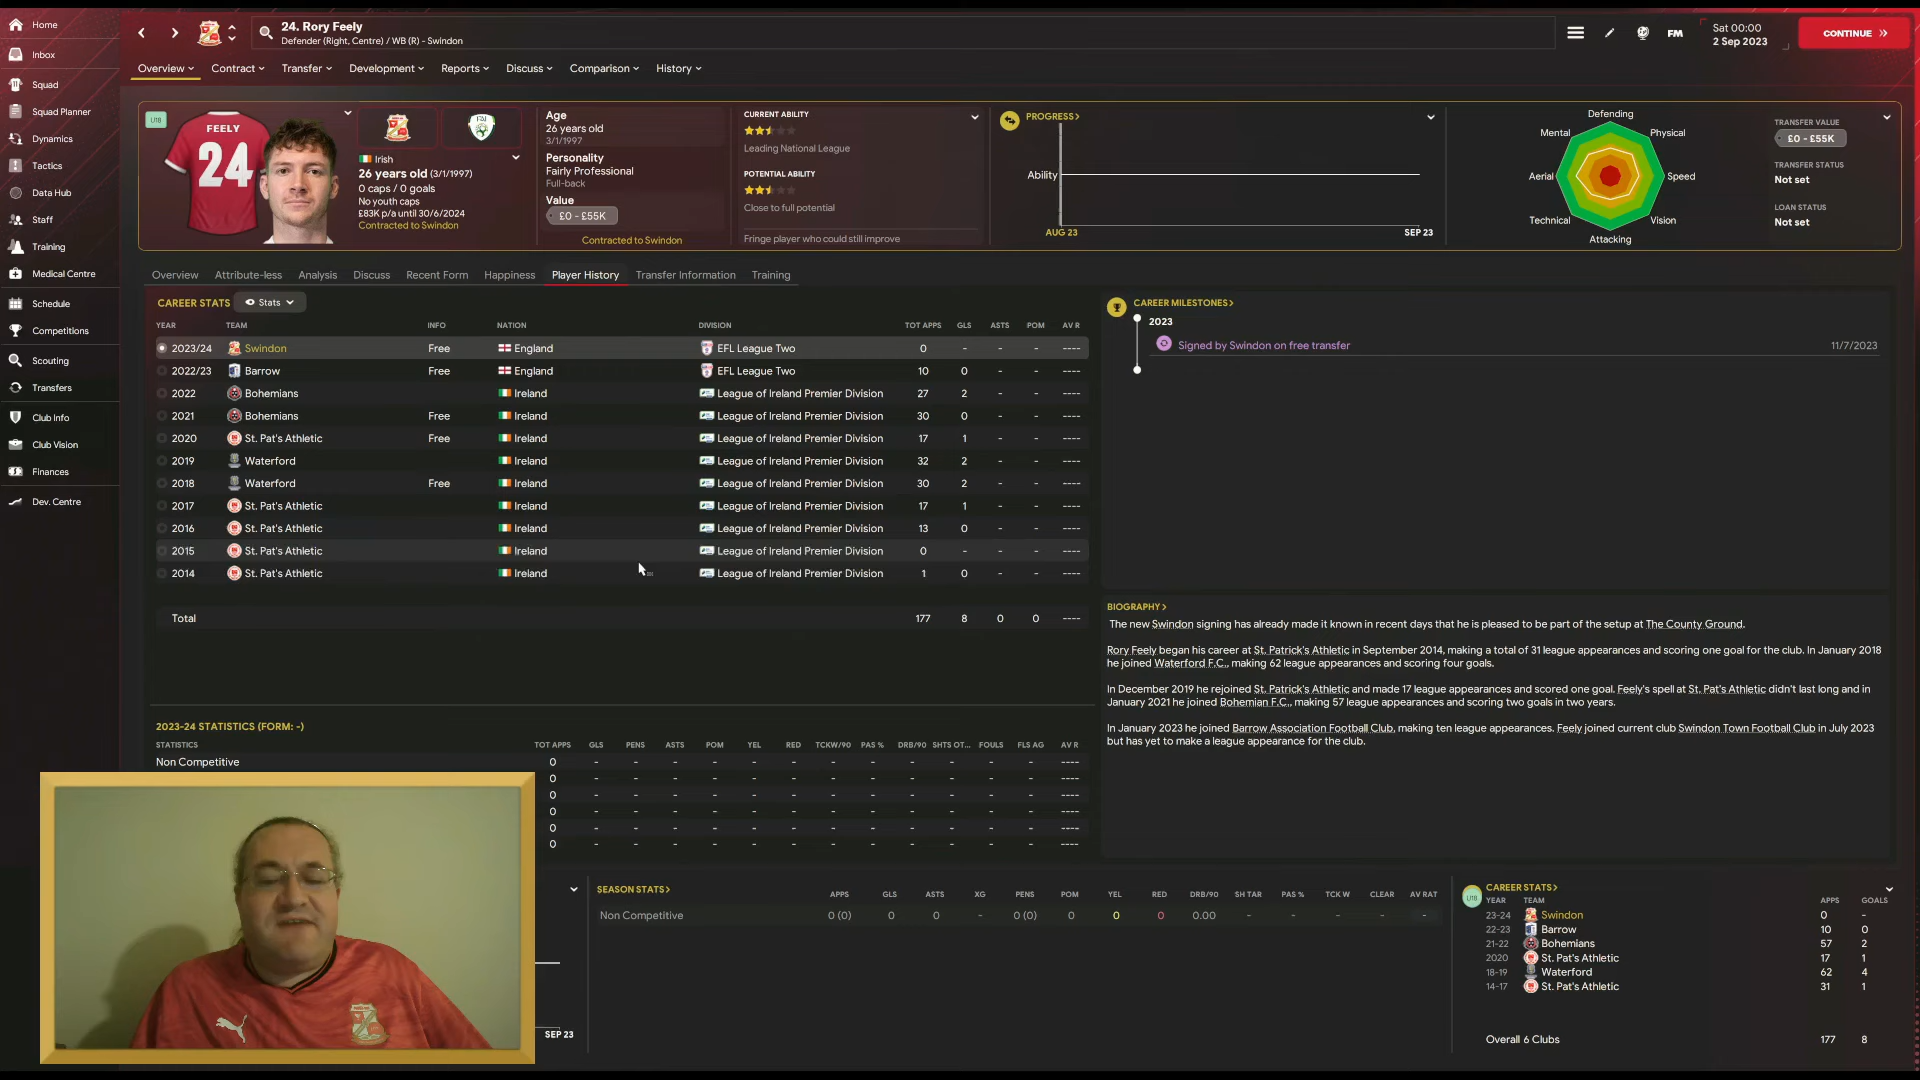 Home
Inbox
Squad
Squad Planner
Dynamics
Tactics
Data Hub
Staff
Training
Medical Centre
Schedule
Competitions
Scouting
Transfers
Club Info
Club Vision
Finances
Dev. Centre
24. Rory Feely
Defender (Right, Centre) / WB (R) - Swindon
FM
Sat 00:00
2 Sep 2023
CONTINUE
Overview Contract Transfer Development Reports Discuss Comparison History
U18
FEELY
24
FAI
Irish
26 years old (3/1/1997)
0 caps / 0 goals
No youth caps
£83K p/a until 30/6/2024
Contracted to Swindon
Age
26 years old
3/1/1997
Personality
Fairly Professional
Full-back
Value
£0 - £55K
Contracted to Swindon
CURRENT ABILITY
Leading National League
POTENTIAL ABILITY
Close to full potential
Fringe player who could still improve
PROGRESS>
Ability
AUG 23
SEP 23
Defending
Mental Physical
Aerial Speed
Technical Vision
Attacking
TRANSFER VALUE
£0 - £55K
TRANSFER STATUS
Not set
LOAN STATUS
Not set
Overview Attribute-less Analysis Discuss Recent Form Happiness Player History Transfer Information Training
CAREER STATS Stats
YEAR TEAM INFO NATION DIVISION TOT APPS GLS ASTS POM AV R
2023/24 Swindon Free England EFL League Two 0 - - - ----
2022/23 Barrow Free England EFL League Two 10 0 - - ----
2022 Bohemians Ireland League of Ireland Premier Division 27 2 - - ----
2021 Bohemians Free Ireland League of Ireland Premier Division 30 0 - - ----
2020 St. Pat's Athletic Free Ireland League of Ireland Premier Division 17 1 - - ----
2019 Waterford Ireland League of Ireland Premier Division 32 2 - - ----
2018 Waterford Free Ireland League of Ireland Premier Division 30 2 - - ----
2017 St. Pat's Athletic Ireland League of Ireland Premier Division 17 1 - - ----
2016 St. Pat's Athletic Ireland League of Ireland Premier Division 13 0 - - ----
2015 St. Pat's Athletic Ireland League of Ireland Premier Division 0 - - - ----
2014 St. Pat's Athletic Ireland League of Ireland Premier Division 1 0 - - ----
Total 177 8 0 0 ----
CAREER MILESTONES>
2023
Signed by Swindon on free transfer 11/7/2023
BIOGRAPHY>
The new Swindon signing has already made it known in recent days that he is pleased to be part of the setup at The County Ground.
Rory Feely began his career at St. Patrick's Athletic in September 2014, making a total of 31 league appearances and scoring one goal for the club. In January 2018
he joined Waterford F.C., making 62 league appearances and scoring four goals.
In December 2019 he rejoined St. Patrick's Athletic and made 17 league appearances and scored one goal. Feely's spell at St. Pat's Athletic didn't last long and in
January 2021 he joined Bohemian F.C., making 57 league appearances and scoring two goals in two years.
In January 2023 he joined Barrow Association Football Club, making ten league appearances. Feely joined current club Swindon Town Football Club in July 2023
but has yet to make a league appearance for the club.
2023-24 STATISTICS (FORM: -)
STATISTICS TOT APPS GLS PENS ASTS POM YEL RED TCKW/90 PAS % DRB/90 SHTS OT... FOULS FLS AG AV R
Non Competitive 0 - - - - - - - - - - - - ----
0 - - - - - - - - - - - - ----
0 - - - - - - - - - - - - ----
0 - - - - - - - - - - - - ----
0 - - - - - - - - - - - - ----
0 - - - - - - - - - - - - ----
SEP 23
SEASON STATS> APPS GLS ASTS XG PENS POM YEL RED DRB/90 SH TAR PAS % TCK W CLEAR AV RAT
Non Competitive 0 (0) 0 0 - 0 (0) 0 0 0 0.00 - - - - -
U18
CAREER STATS>
YEAR TEAM APPS GOALS
23-24 Swindon 0 -
22-23 Barrow 10 0
21-22 Bohemians 57 2
2020 St. Pat's Athletic 17 1
18-19 Waterford 62 4
14-17 St. Pat's Athletic 31 1
Overall 6 Clubs 177 8